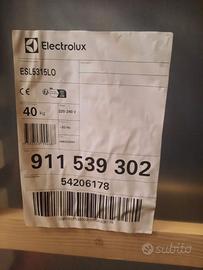 Electrolux
ESL5315LO
CE
40 kg
220-240 V
911 539 302
54206178
subito